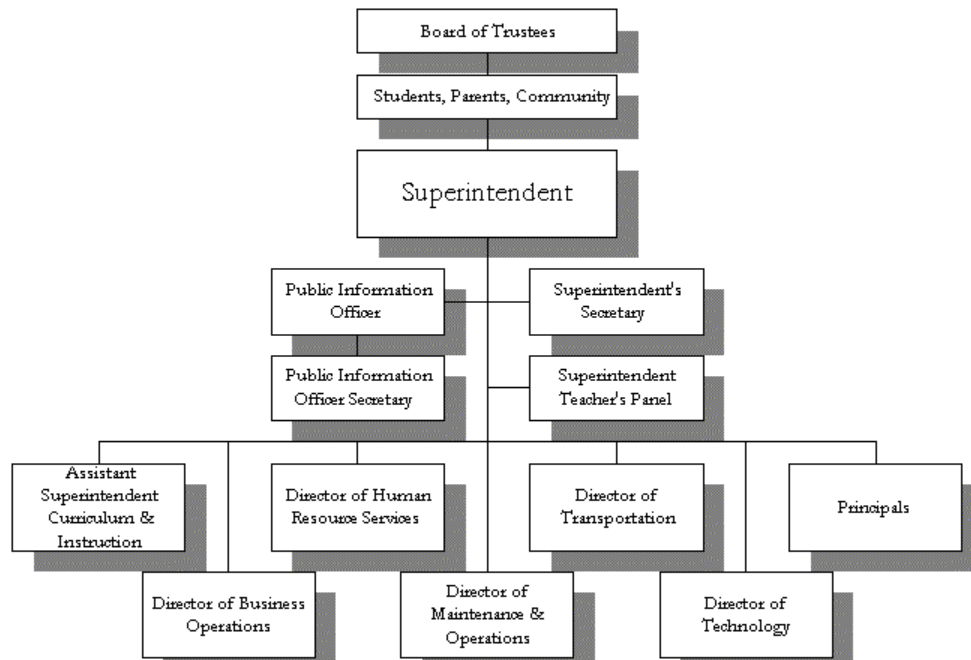 Board of Trustees
Students, Parents, Community
Superintendent
Public Information
Officer
Superintendent's
Secretary
Public Information
Officer Secretary
Superintendent
Teacher's Panel
Assistant
Superintendent
Curriculum &
Instruction
Director of Human
Resource Services
Director of
Transportation
Principals
Director of Business
Operations
Director of
Maintenance &
Operations
Director of
Technology